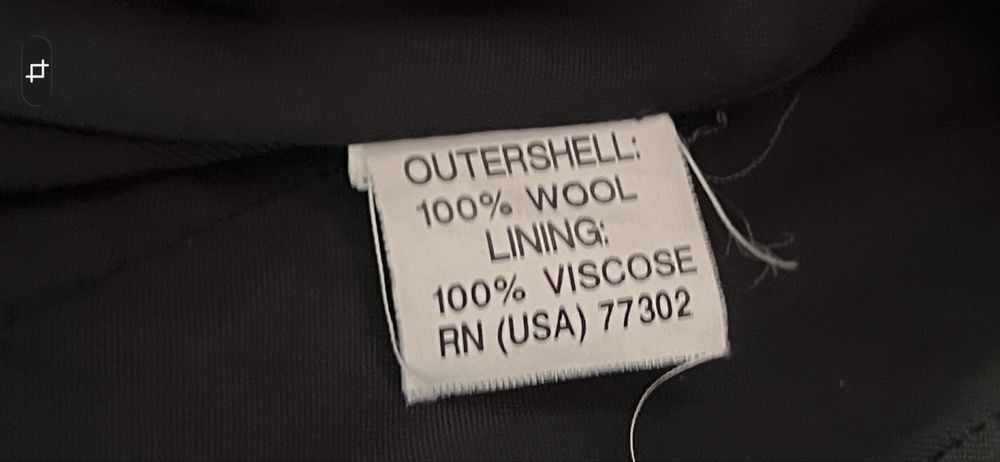 OUTERSHELL:
100% WOOL
LINING:
100% VISCOSE
RN (USA) 77302